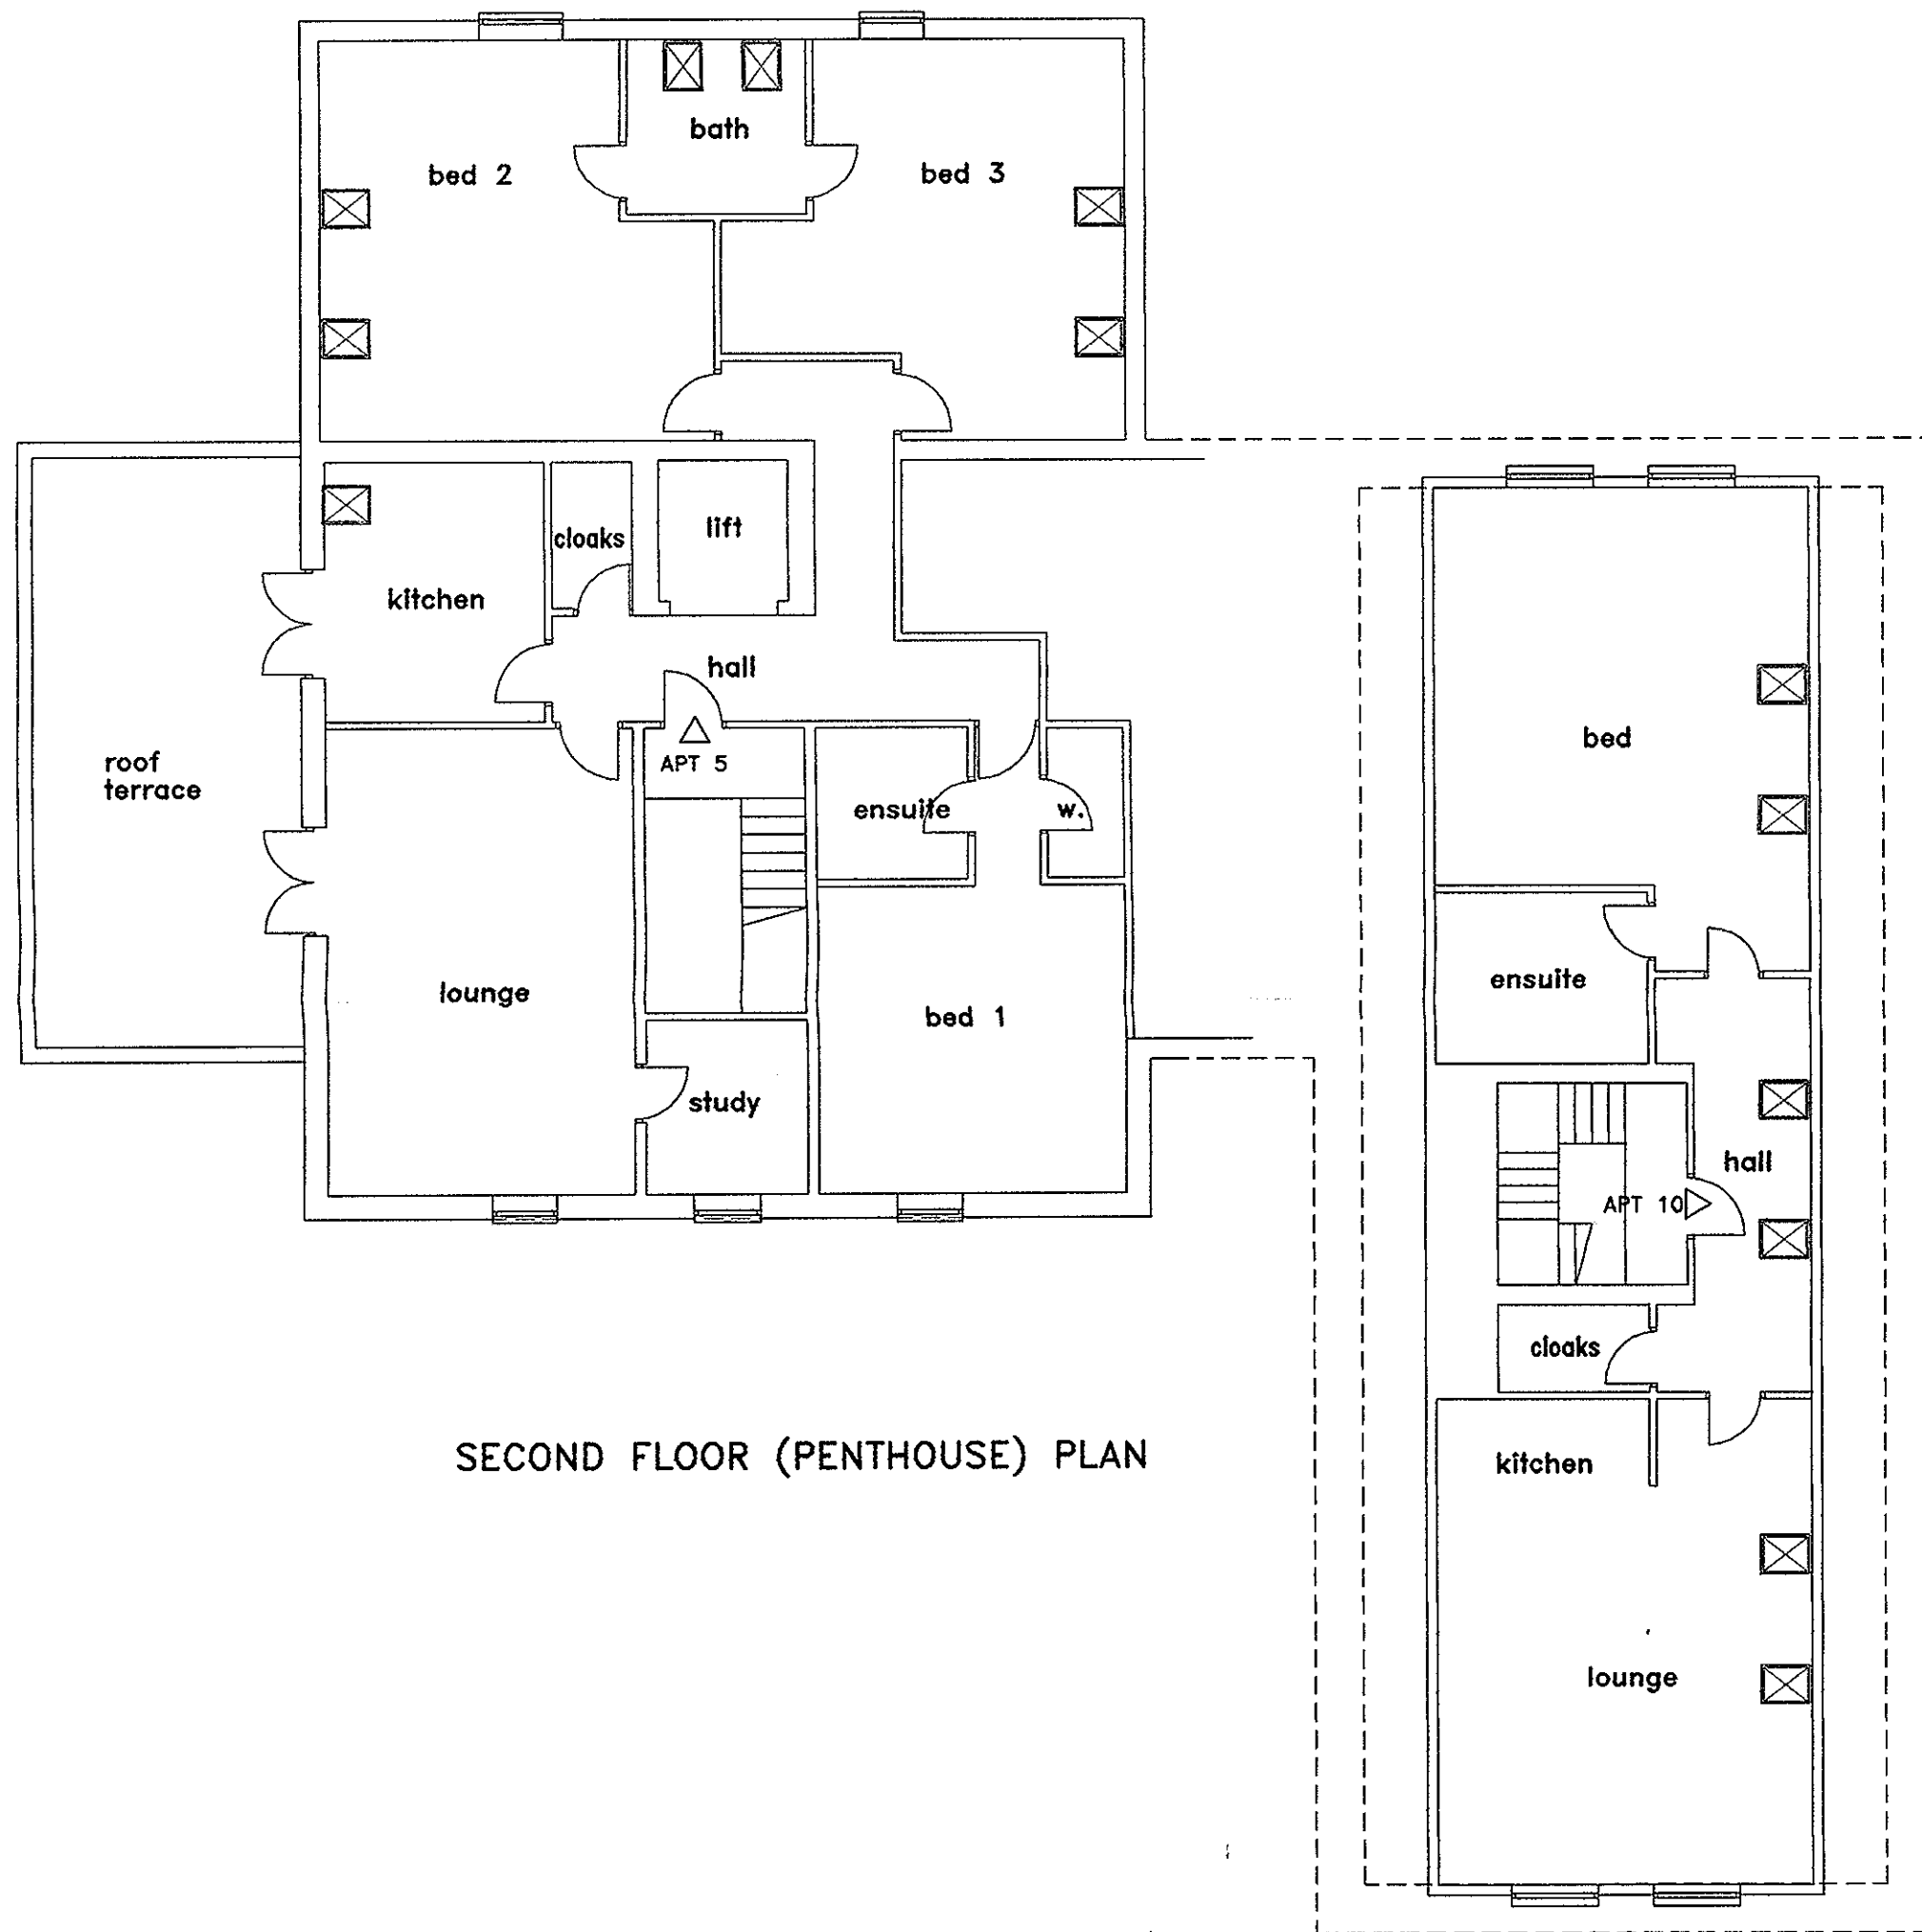 bath
bed 2
bed 3
lift
cloaks
kitchen
hall
roof
terrace
APT 5
ensuite
w.
lounge
bed 1
study
SECOND FLOOR (PENTHOUSE) PLAN
bed
ensuite
hall
APT 10
cloaks
kitchen
lounge